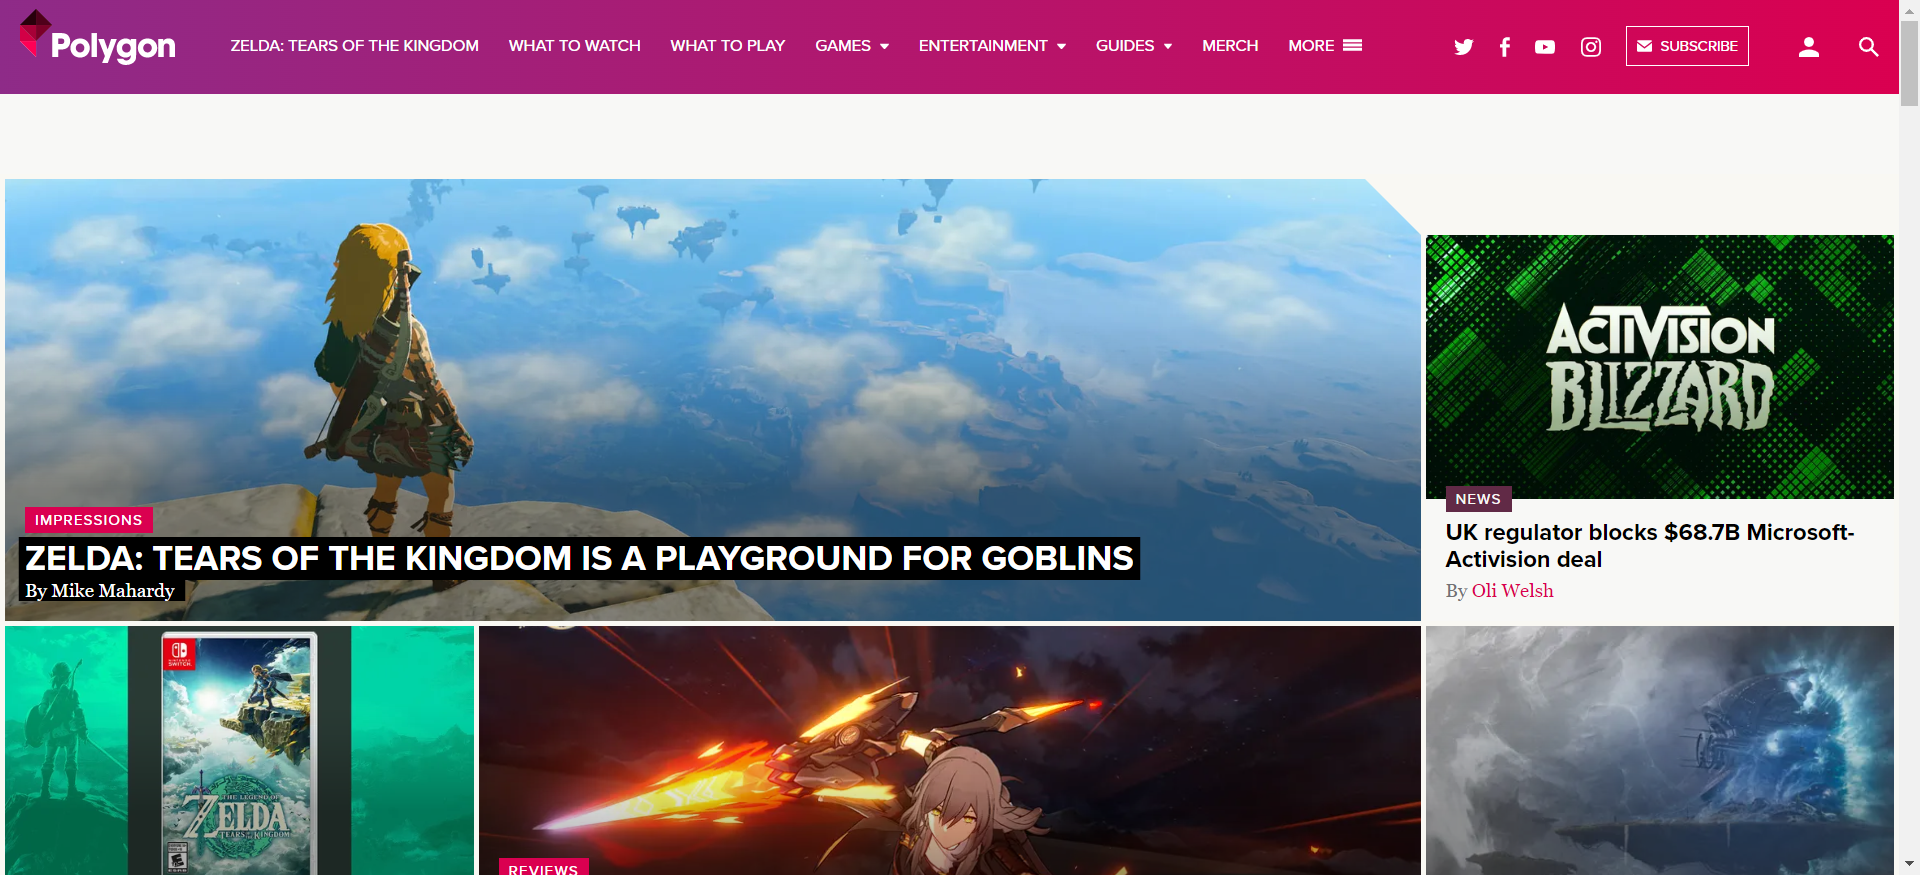 Polygon
ZELDA: TEARS OF THE KINGDOM
WHAT TO WATCH
WHAT TO PLAY
GAMES
ENTERTAINMENT
GUIDES
MERCH
MORE
SUBSCRIBE
IMPRESSIONS
ZELDA: TEARS OF THE KINGDOM IS A PLAYGROUND FOR GOBLINS
By Mike Mahardy
ACTIVISION
BLIZZARD
NEWS
UK regulator blocks $68.7B Microsoft-
Activision deal
By Oli Welsh
NINTENDO
SWITCH
THE LEGEND OF
ZELDA
TEARS OF THE KINGDOM
E
REVIEWS